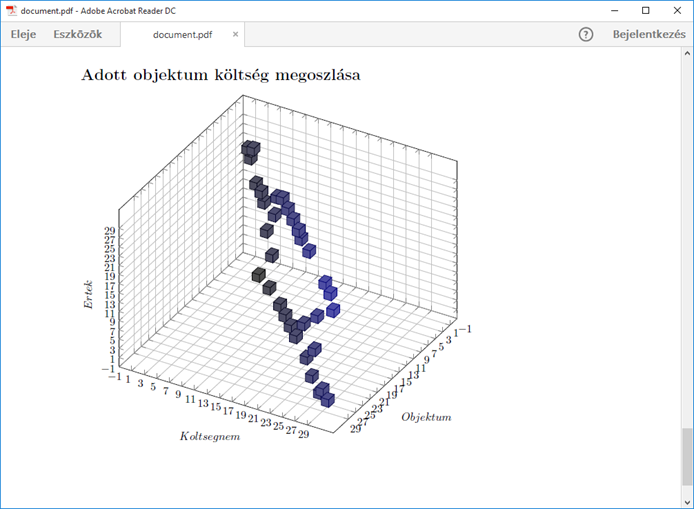 document.pdf - Adobe Acrobat Reader DC
Eleje Eszközök document.pdf × ? Bejelentkezés
Adott objektum költség megoszlása
29
27
25
23
21
19
17
15
13
11
9
7
5
3
1
−1
Ertek
−1 1 3 5 7 9 11 13 15 17 19 21 23 25 27 29
Koltsegnem
29 27 25 23 21 19 17 15 13 11 9 7 5 3 1 −1
Objektum